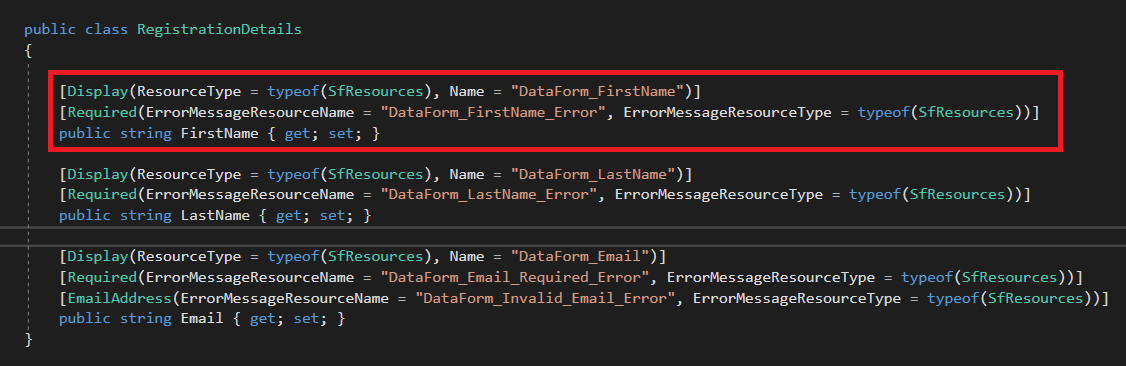 public class RegistrationDetails
{
[Display(ResourceType = typeof(SfResources), Name = "DataForm_FirstName")]
[Required(ErrorMessageResourceName = "DataForm_FirstName_Error", ErrorMessageResourceType = typeof(SfResources))]
public string FirstName { get; set; }
[Display(ResourceType = typeof(SfResources), Name = "DataForm_LastName")]
[Required(ErrorMessageResourceName = "DataForm_LastName_Error", ErrorMessageResourceType = typeof(SfResources))]
public string LastName { get; set; }
[Display(ResourceType = typeof(SfResources), Name = "DataForm_Email")]
[Required(ErrorMessageResourceName = "DataForm_Email_Required_Error", ErrorMessageResourceType = typeof(SfResources))]
[EmailAddress(ErrorMessageResourceName = "DataForm_Invalid_Email_Error", ErrorMessageResourceType = typeof(SfResources))]
public string Email { get; set; }
}